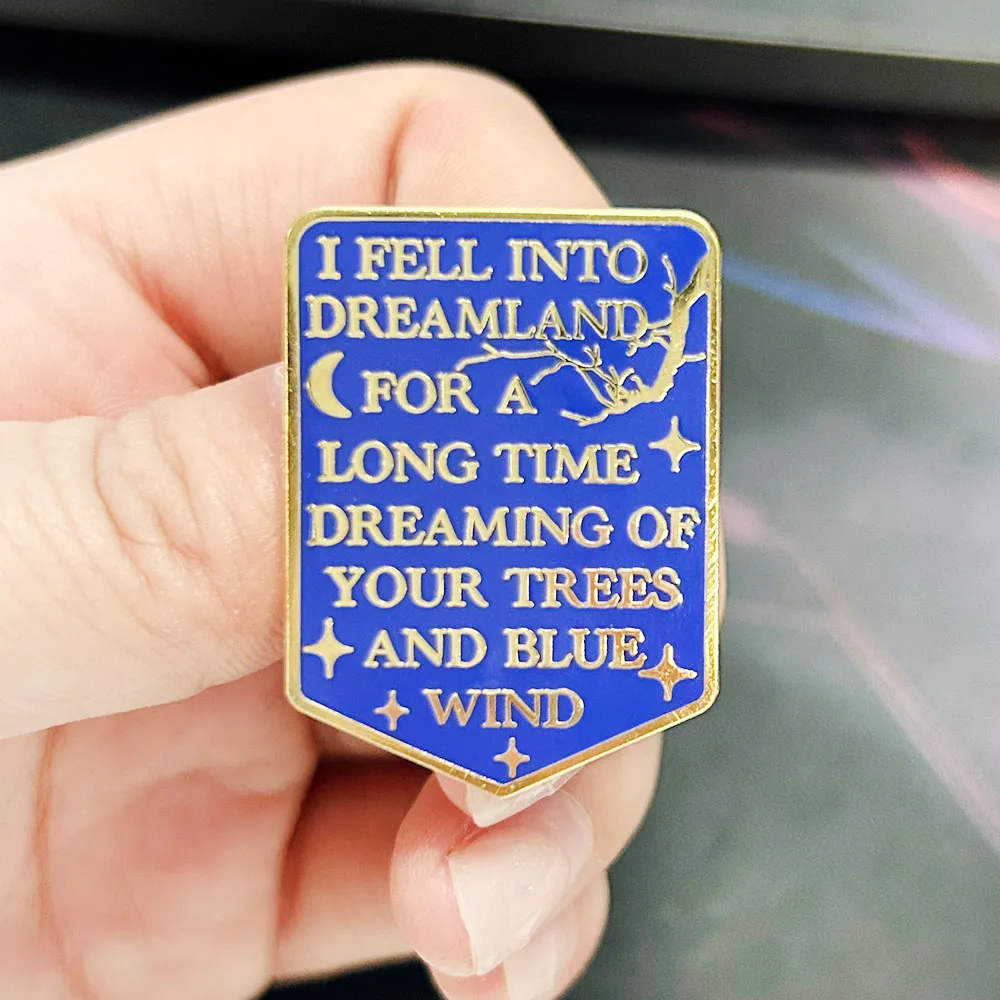 I FELL INTO
DREAMLAND
FOR A
LONG TIME
DREAMING OF
YOUR TREES
AND BLUE
WIND